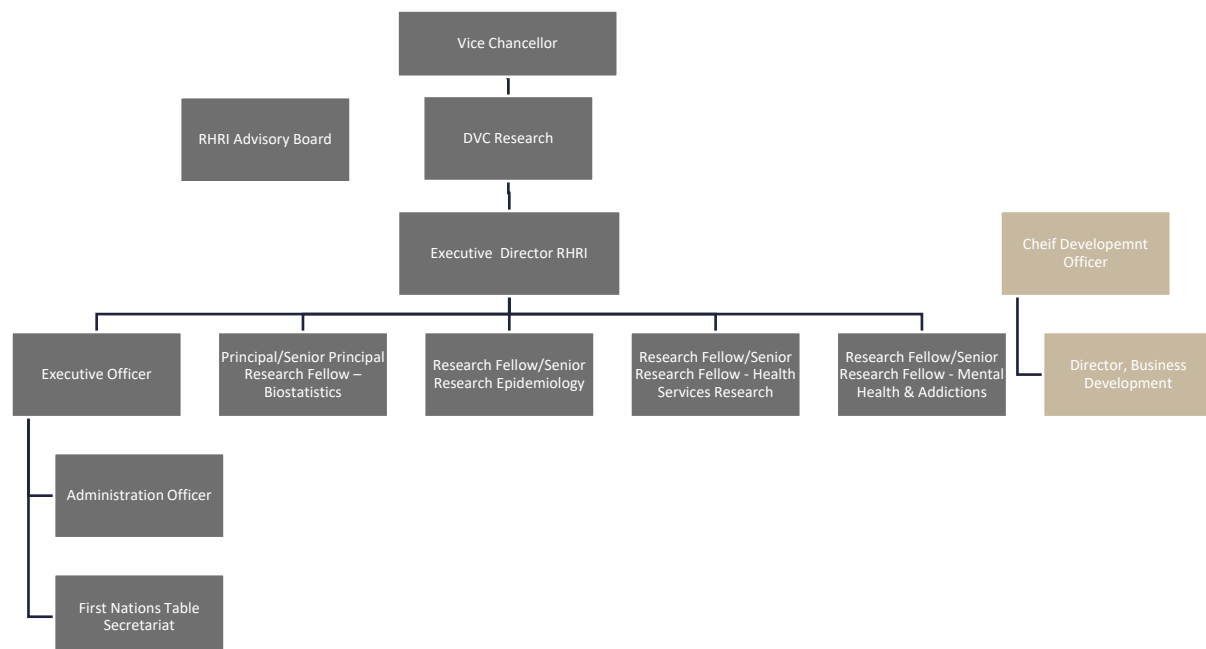 Vice Chancellor
RHRI Advisory Board
DVC Research
Executive  Director RHRI
Cheif Developemnt
Officer
Executive Officer
Principal/Senior Principal
Research Fellow –
Biostatistics
Research Fellow/Senior
Research Epidemiology
Research Fellow/Senior
Research Fellow - Health
Services Research
Research Fellow/Senior
Research Fellow - Mental
Health & Addictions
Director, Business
Development
Administration Officer
First Nations Table
Secretariat